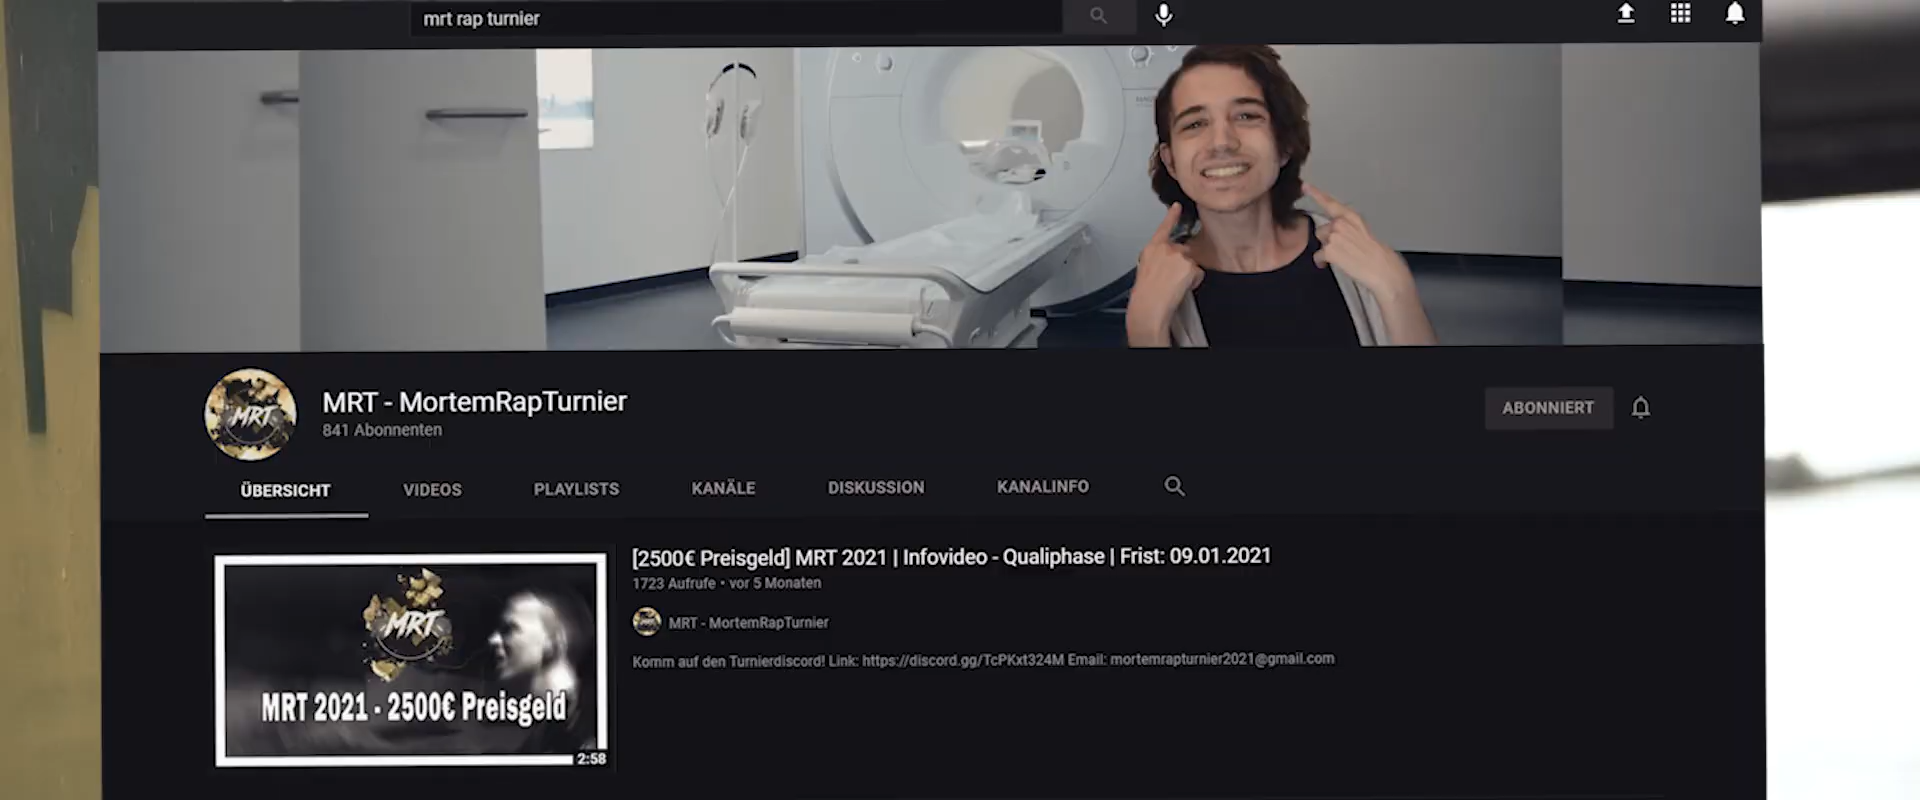 mrt rap turnier
MRT - MortemRapTurnier
841 Abonnenten
ABONNIERT
MRT
ÜBERSICHT
VIDEOS
PLAYLISTS
KANÄLE
DISKUSSION
KANALINFO
[2500€ Preisgeld] MRT 2021 | Infovideo - Qualiphase | Frist: 09.01.2021
1723 Aufrufe • vor 5 Monaten
MRT
MRT - MortemRapTurnier
Komm auf den Turnierdiscord! Link: https://discord.gg/TcPKxt324M Email: mortemrapturnier2021@gmail.com
MRT
MRT 2021 - 2500€ Preisgeld
2:58